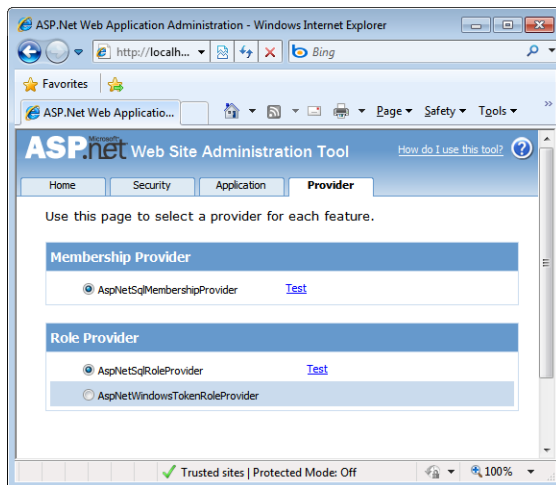 ASP.Net Web Application Administration - Windows Internet Explorer
http://localh... Bing
Favorites
ASP.Net Web Applicatio... Page Safety Tools »
Microsoft
ASP.net Web Site Administration Tool How do I use this tool? ?
Home Security Application Provider
Use this page to select a provider for each feature.
Membership Provider
AspNetSqlMembershipProvider Test
Role Provider
AspNetSqlRoleProvider Test
AspNetWindowsTokenRoleProvider
Trusted sites | Protected Mode: Off 100%